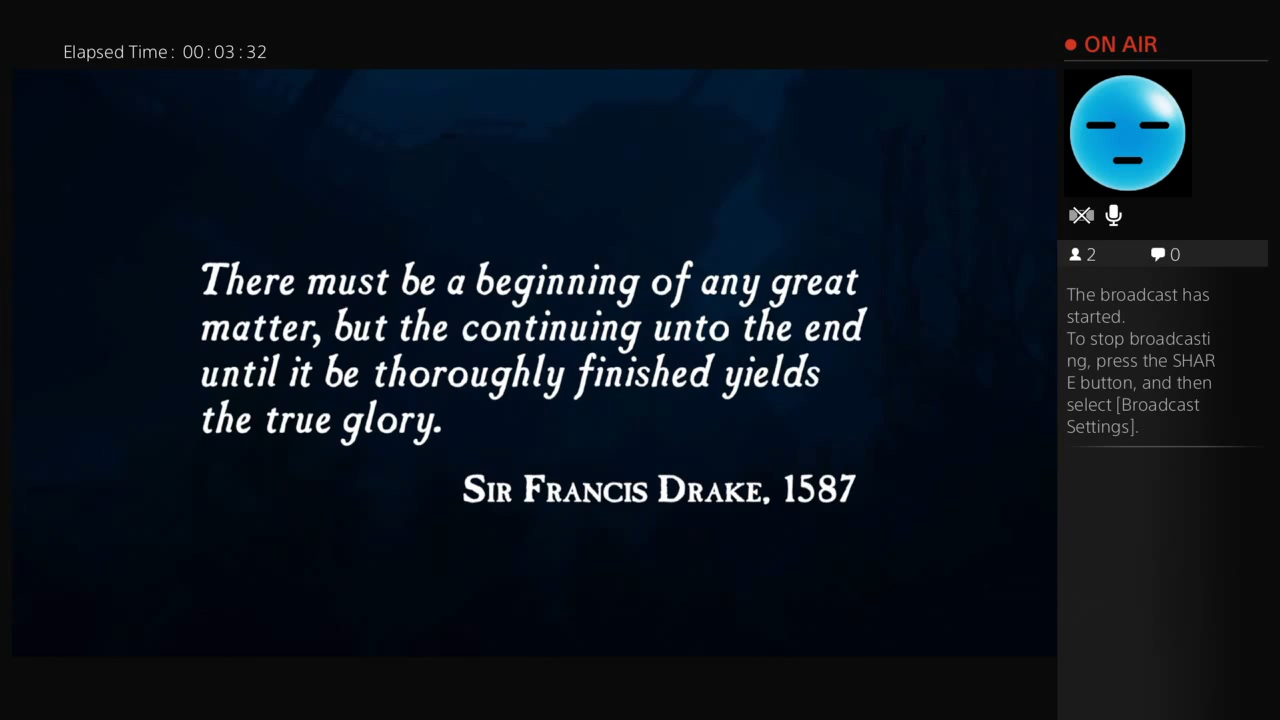 Elapsed Time: 00:03:32
ON AIR
There must be a beginning of any great
matter, but the continuing unto the end
until it be thoroughly finished yields
the true glory.
Sir Francis Drake, 1587
2
0
The broadcast has
started.
To stop broadcasti
ng, press the SHAR
E button, and then
select [Broadcast
Settings].